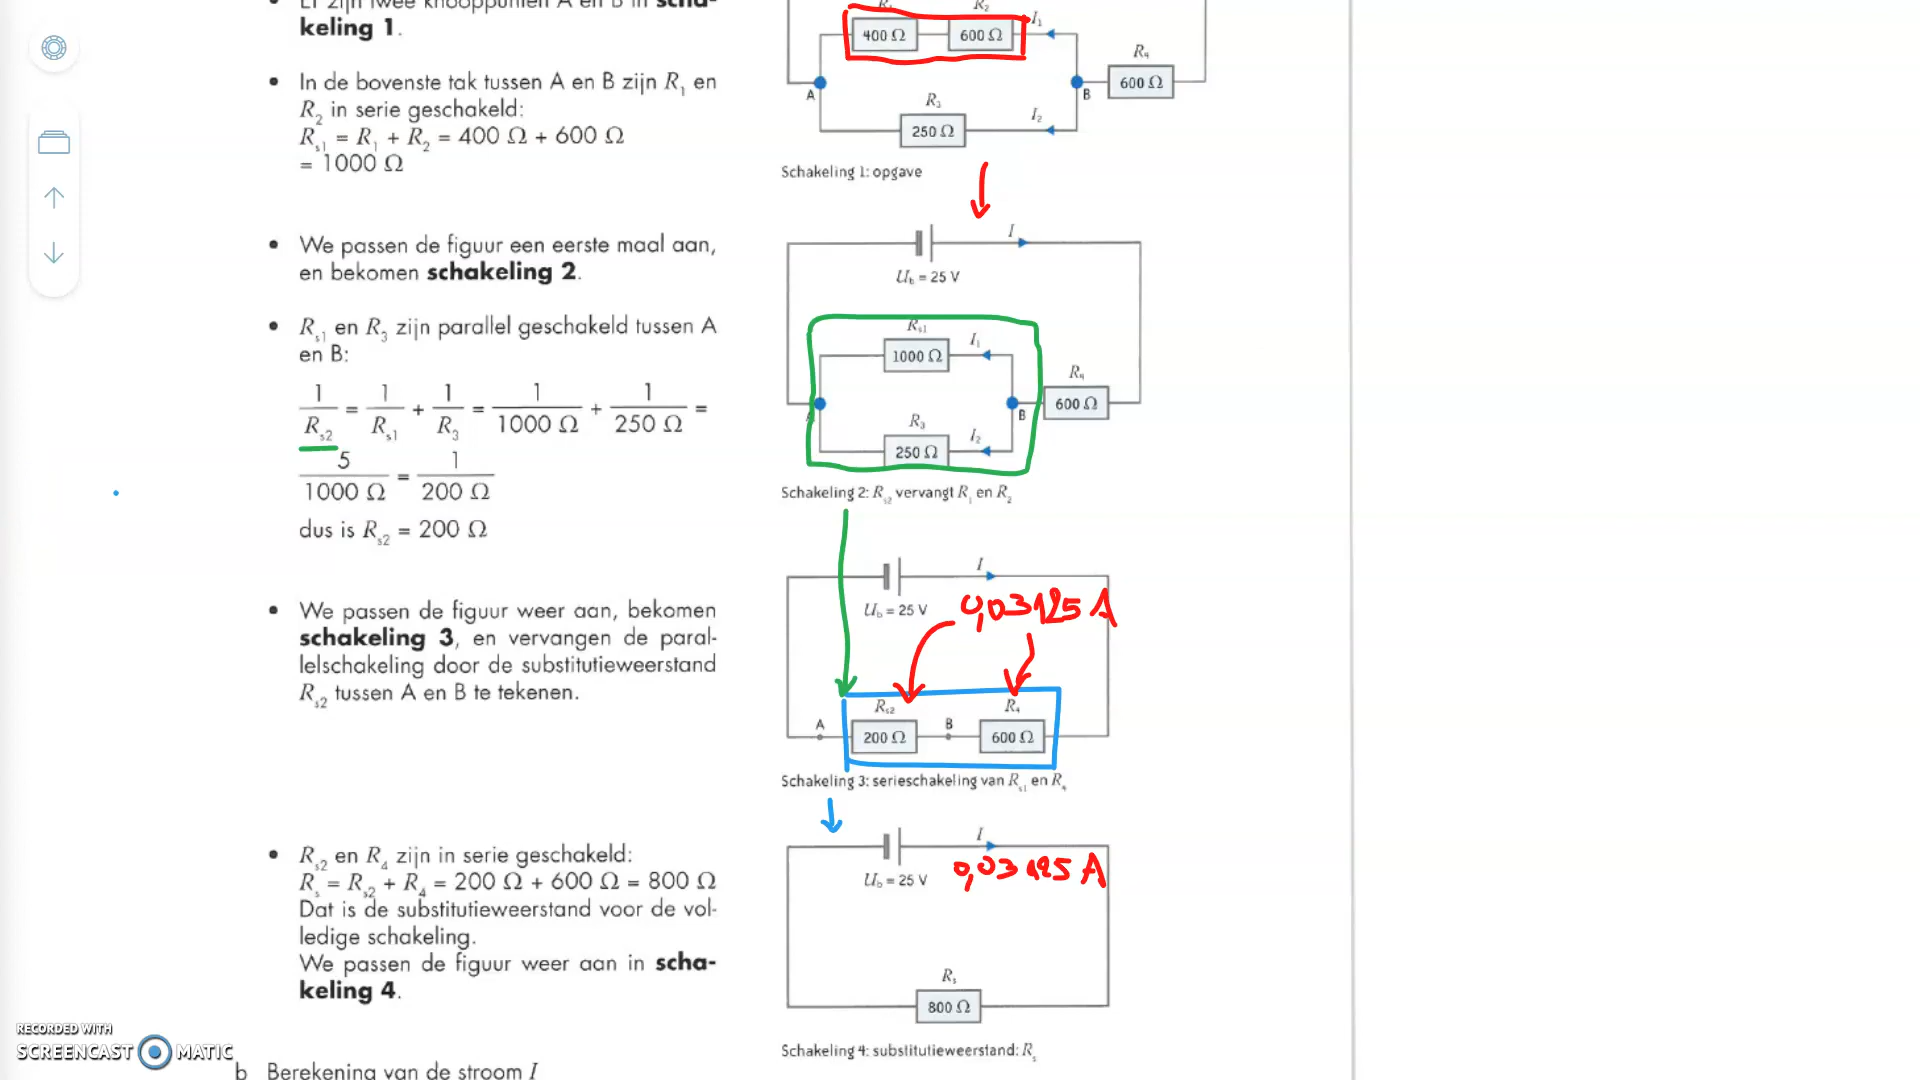 Er zijn twee knooppunten A en B in scha-
keling 1.
In de bovenste tak tussen A en B zijn R1 en
R2 in serie geschakeld:
Rs1 = R1 + R2 = 400 Ω + 600 Ω
= 1000 Ω
We passen de figuur een eerste maal aan,
en bekomen schakeling 2.
Rs1 en R3 zijn parallel geschakeld tussen A
en B:
1/Rs2 = 1/Rs1 + 1/R3 = 1/1000 Ω + 1/250 Ω =
5/1000 Ω = 1/200 Ω
dus is Rs2 = 200 Ω
We passen de figuur weer aan, bekomen
schakeling 3, en vervangen de paral-
lelschakeling door de substitutieweerstand
Rs2 tussen A en B te tekenen.
Rs2 en R4 zijn in serie geschakeld:
Rs = Rs2 + R4 = 200 Ω + 600 Ω = 800 Ω
Dat is de substitutieweerstand voor de vol-
ledige schakeling.
We passen de figuur weer aan in scha-
keling 4.
b Berekening van de stroom I
R1 R2 I1
400 Ω 600 Ω
R4
A B 600 Ω
R3 I2
250 Ω
Schakeling 1: opgave
I
Ub = 25 V
Rs1 I1
1000 Ω
R4
A B 600 Ω
R3 I2
250 Ω
Schakeling 2: Rs2 vervangt R1 en R2
I
Ub = 25 V 0,03125 A
Rs2 R4
A B
200 Ω 600 Ω
Schakeling 3: serieschakeling van Rs1 en R4
I
Ub = 25 V 0,03125 A
Rs
800 Ω
Schakeling 4: substitutieweerstand: Rs
RECORDED WITH
SCREENCAST MATIC